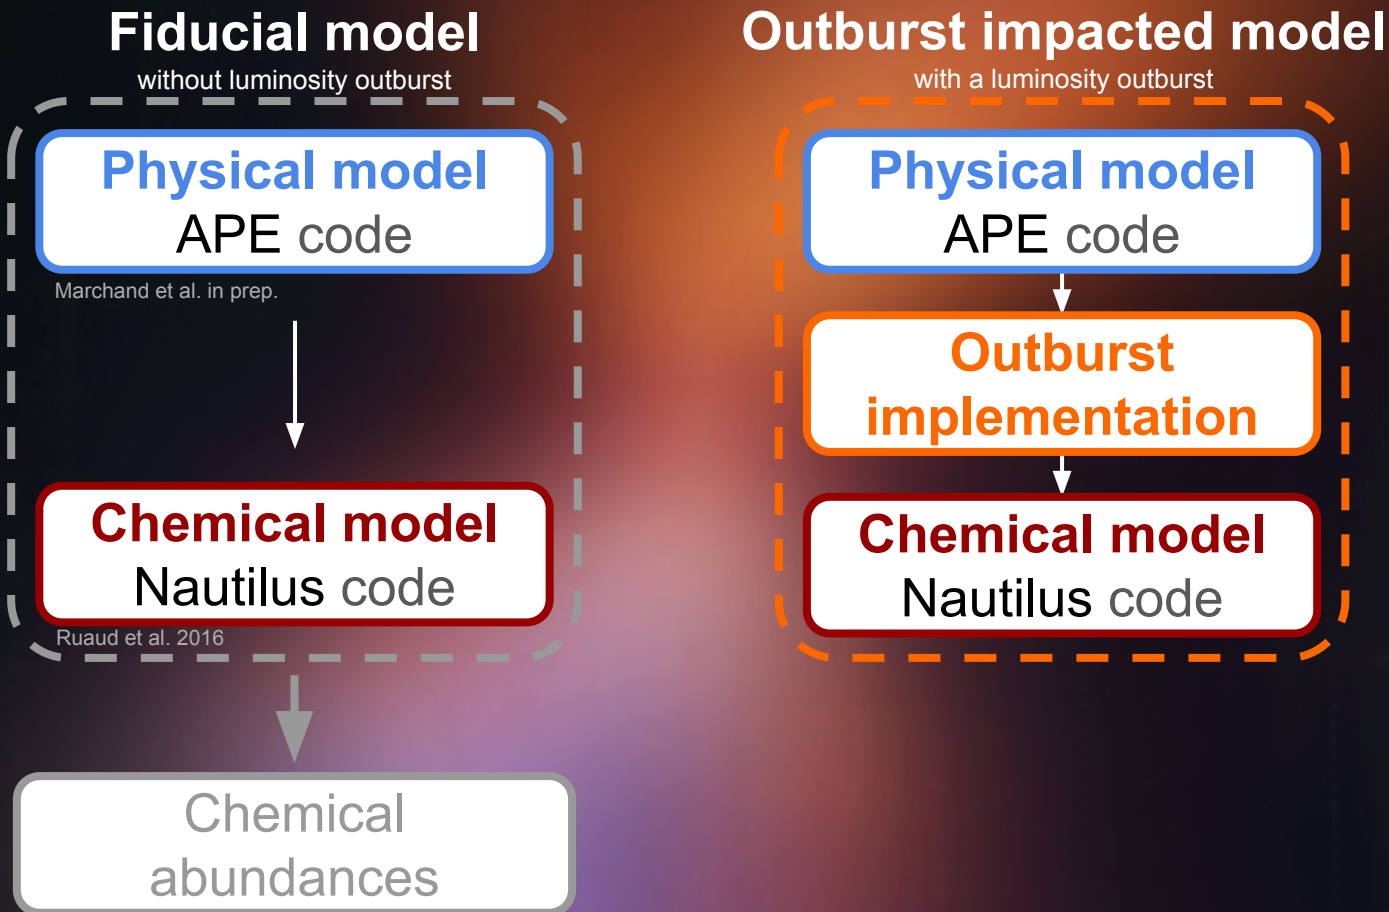 Fiducial model
without luminosity outburst
Physical model
APE code
Marchand et al. in prep.
Chemical model
Nautilus code
Ruaud et al. 2016
Chemical
abundances
Outburst impacted model
with a luminosity outburst
Physical model
APE code
Outburst
implementation
Chemical model
Nautilus code